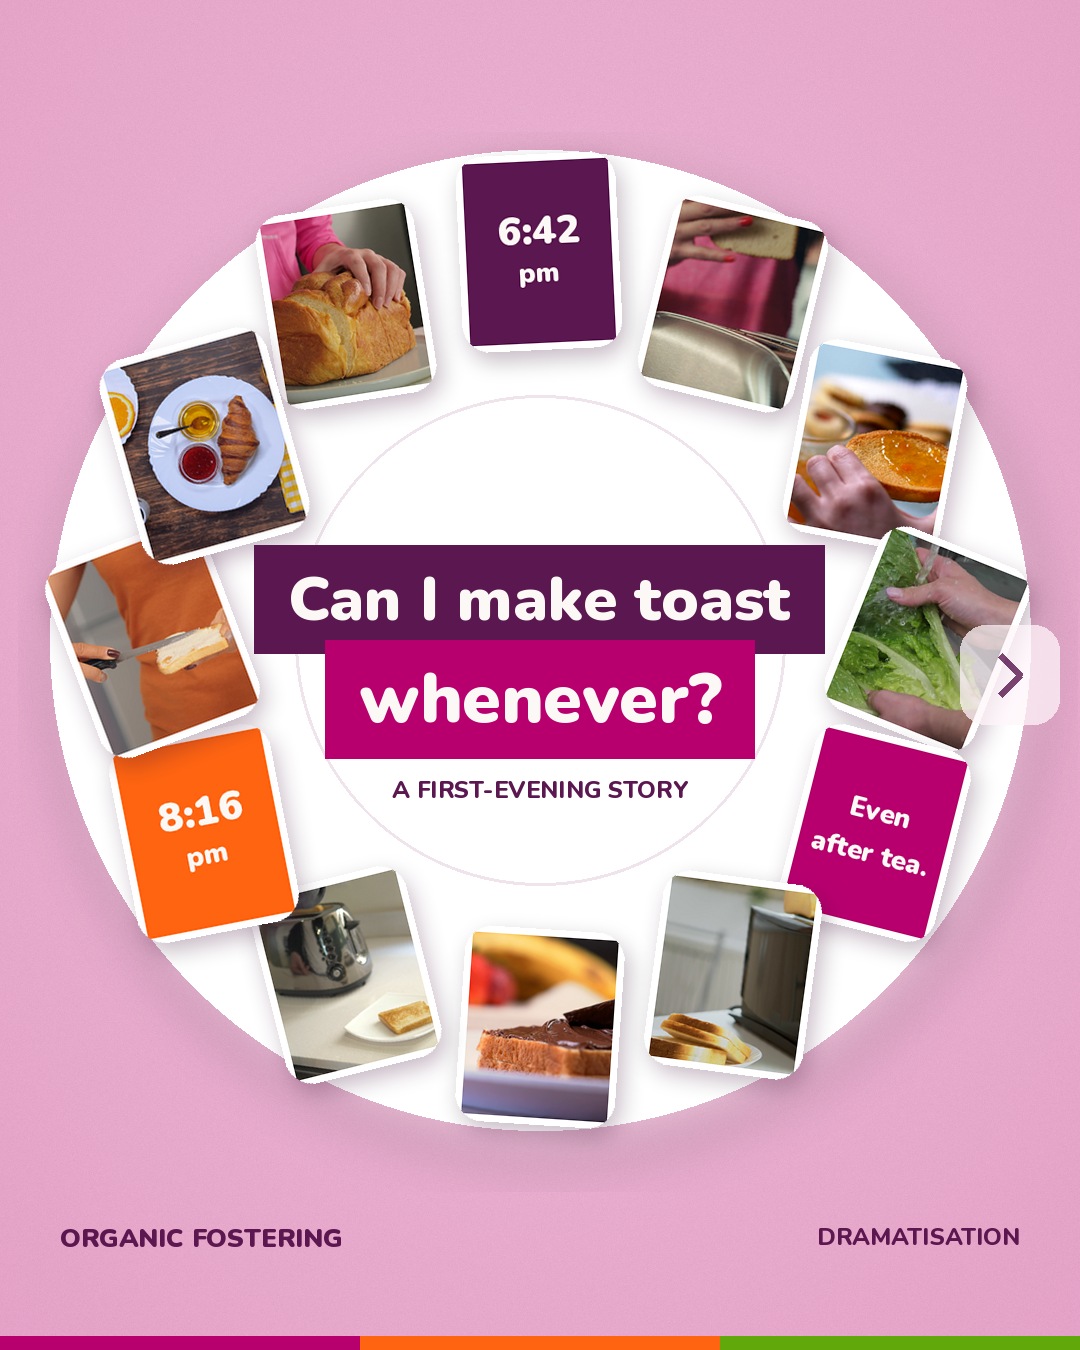 6:42
pm
Can I make toast
whenever?
A FIRST-EVENING STORY
8:16
pm
Even
after tea.
ORGANIC FOSTERING
DRAMATISATION